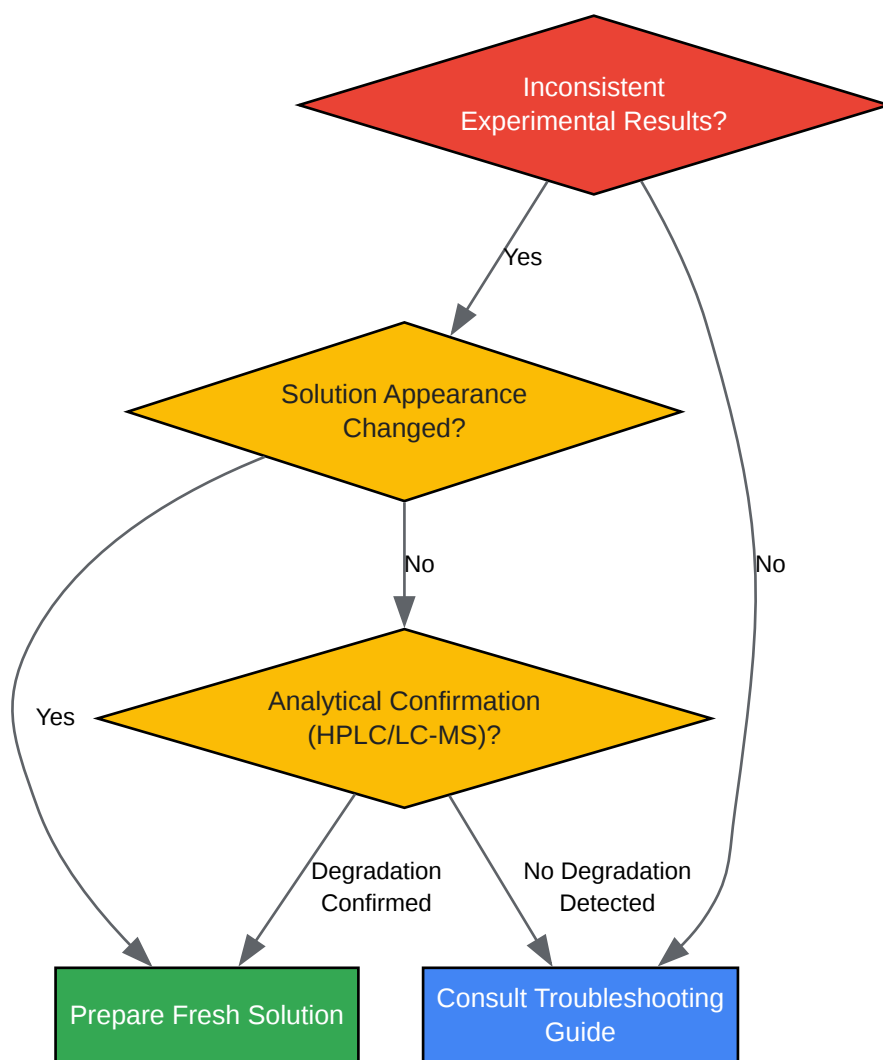 Inconsistent
Experimental Results?
Yes
Solution Appearance
Changed?
No
No
Analytical Confirmation
(HPLC/LC-MS)?
Yes
Degradation
Confirmed
No Degradation
Detected
Prepare Fresh Solution
Consult Troubleshooting
Guide